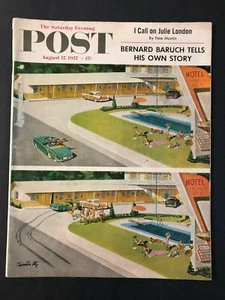 The Saturday Evening
POST
August 17, 1957 - 15¢
I Call on Julie London
By Pete Martin
BERNARD BARUCH TELLS
HIS OWN STORY
MOTEL
MOTEL